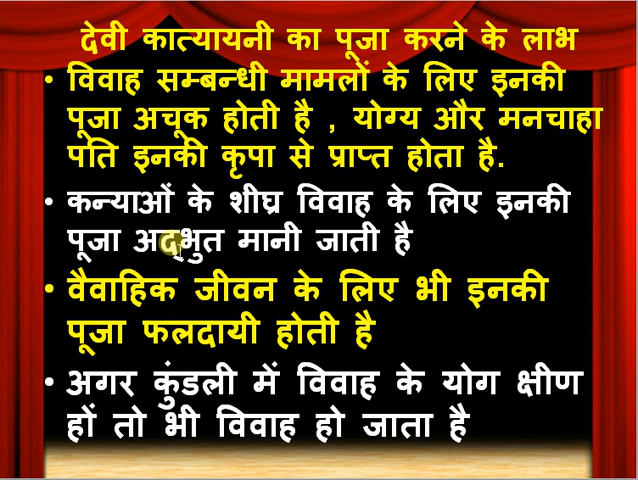 देवी कात्यायनी का पूजा करने के लाभ
• विवाह सम्बन्धी मामलों के लिए इनकी
पूजा अचूक होती है , योग्य और मनचाहा
पति इनकी कृपा से प्राप्त होता है.
• कन्याओं के शीघ्र विवाह के लिए इनकी
पूजा अद्भुत मानी जाती है
• वैवाहिक जीवन के लिए भी इनकी
पूजा फलदायी होती है
• अगर कुंडली में विवाह के योग क्षीण
हों तो भी विवाह हो जाता है